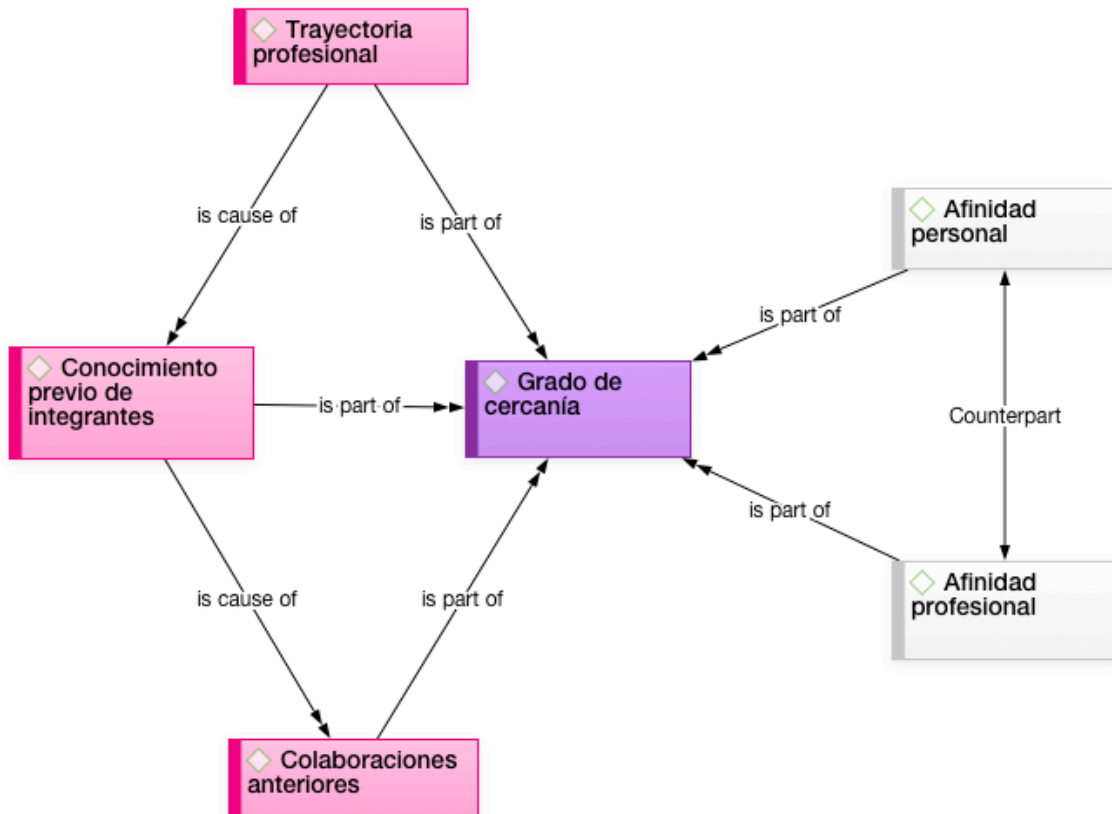 Trayectoria
profesional
is cause of
is part of
Afinidad
personal
is part of
Conocimiento
previo de
integrantes
is part of
Grado de
cercanía
Counterpart
is part of
Afinidad
profesional
is cause of
is part of
Colaboraciones
anteriores